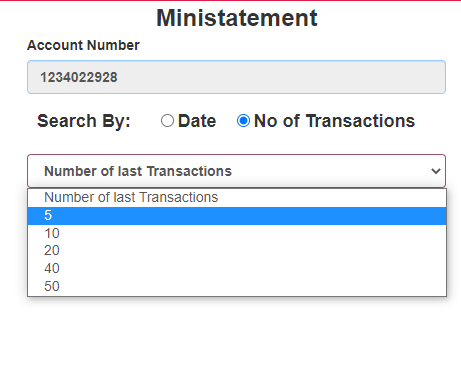 Ministatement
Account Number
1234022928
Search By: Date No of Transactions
Number of last Transactions
Number of last Transactions
5
10
20
40
50